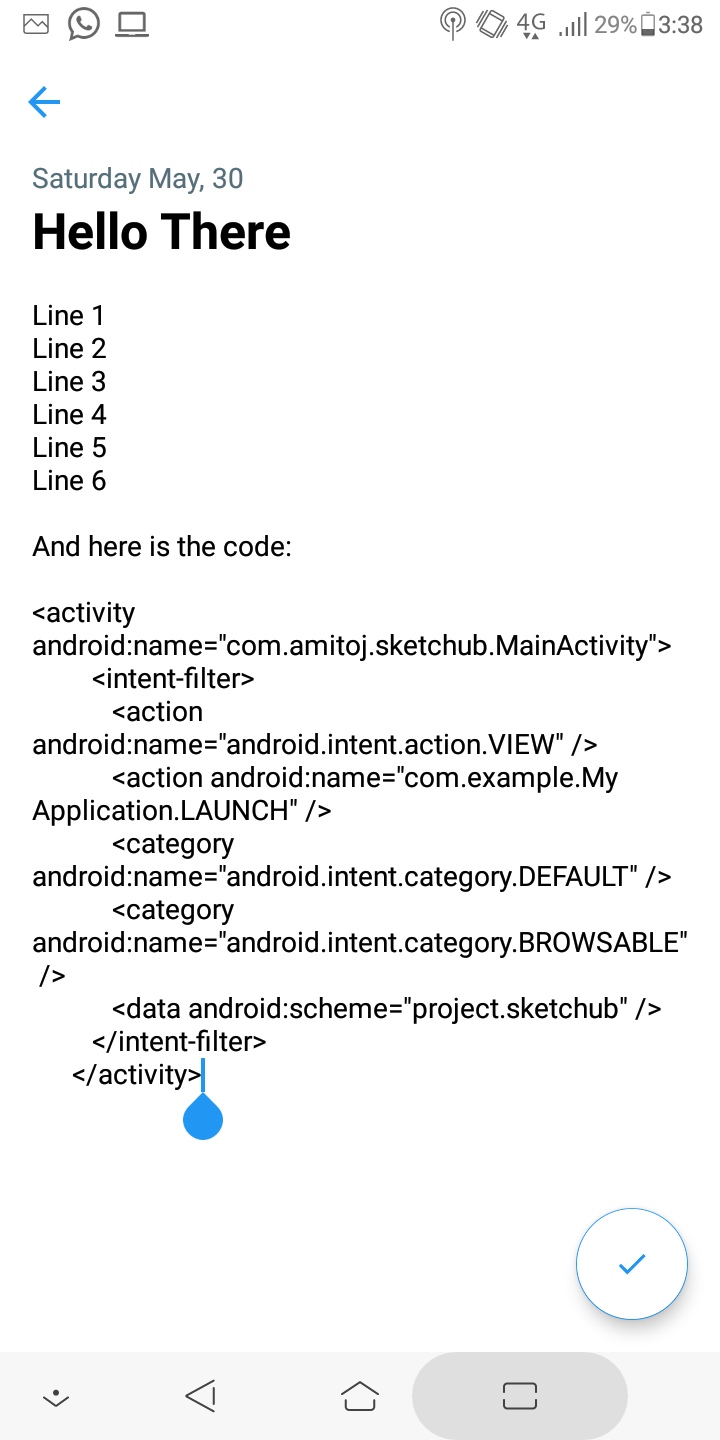 4G 29% 3:38
Saturday May, 30
Hello There
Line 1
Line 2
Line 3
Line 4
Line 5
Line 6
And here is the code:
<activity
android:name="com.amitoj.sketchub.MainActivity">
<intent-filter>
<action
android:name="android.intent.action.VIEW" />
<action android:name="com.example.My
Application.LAUNCH" />
<category
android:name="android.intent.category.DEFAULT" />
<category
android:name="android.intent.category.BROWSABLE"
/>
<data android:scheme="project.sketchub" />
</intent-filter>
</activity>